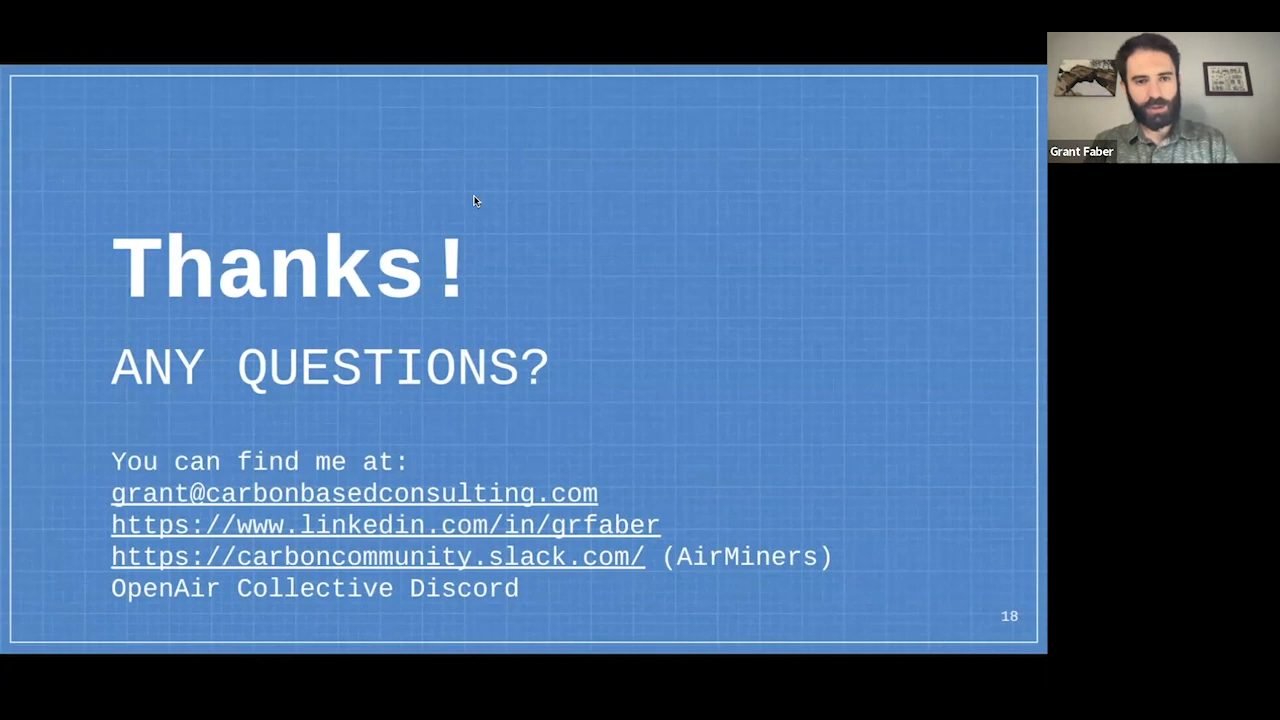 Thanks!
ANY QUESTIONS?
You can find me at:
grant@carbonbasedconsulting.com
https://www.linkedin.com/in/grfaber
https://carboncommunity.slack.com/ (AirMiners)
OpenAir Collective Discord
18
Grant Faber